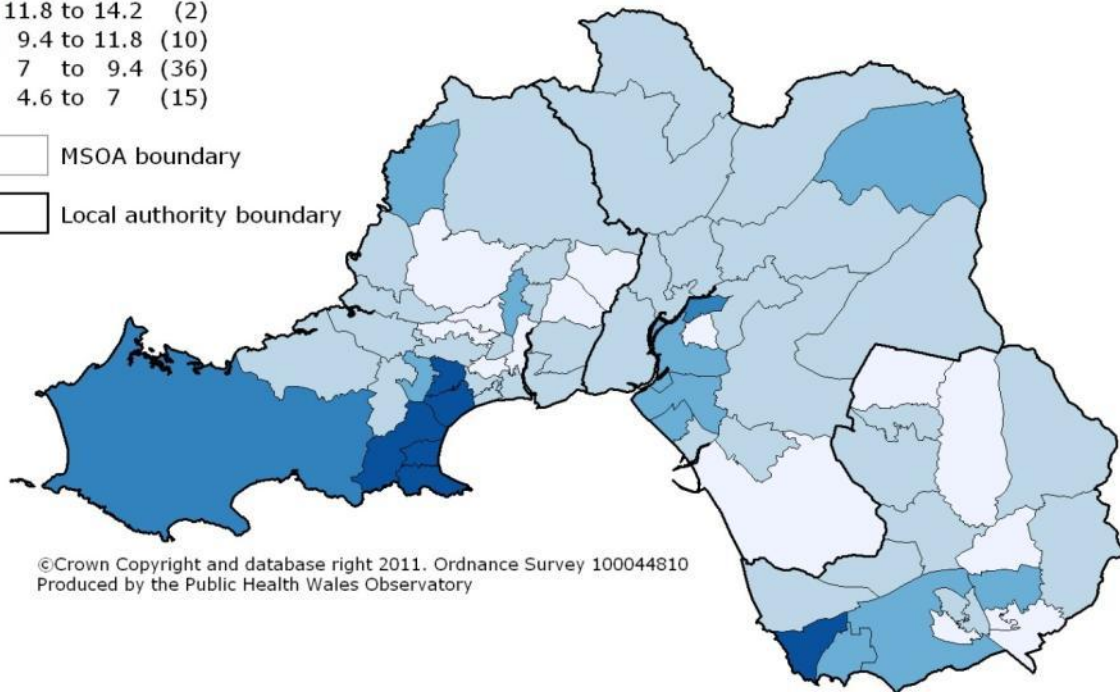 11.8 to 14.2 (2)
9.4 to 11.8 (10)
7 to 9.4 (36)
4.6 to 7 (15)
MSOA boundary
Local authority boundary
©Crown Copyright and database right 2011. Ordnance Survey 100044810
Produced by the Public Health Wales Observatory